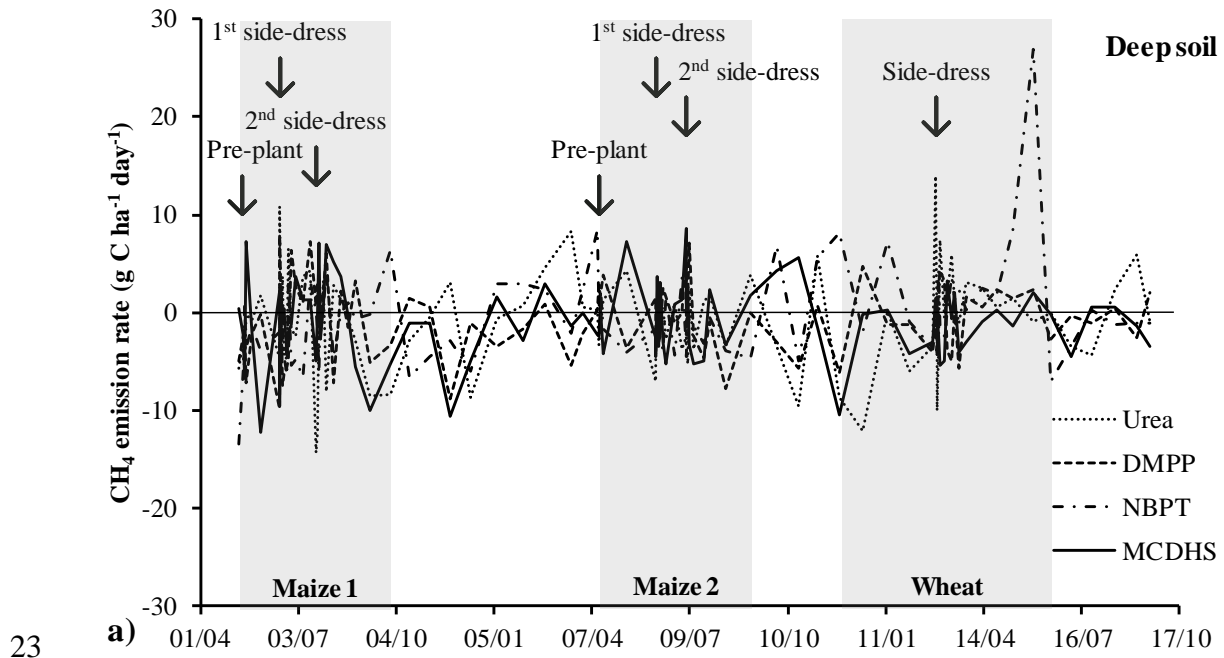 30
20
10
0
-10
-20
-30
CH4 emission rate (g C ha-1 day-1)
Deep soil
1st side-dress
2nd side-dress
Pre-plant
1st side-dress
2nd side-dress
Pre-plant
Side-dress
Urea
DMPP
NBPT
MCDHS
Maize 1
Maize 2
Wheat
01/04 03/07 04/10 05/01 07/04 09/07 10/10 11/01 14/04 16/07 17/10
23 a)